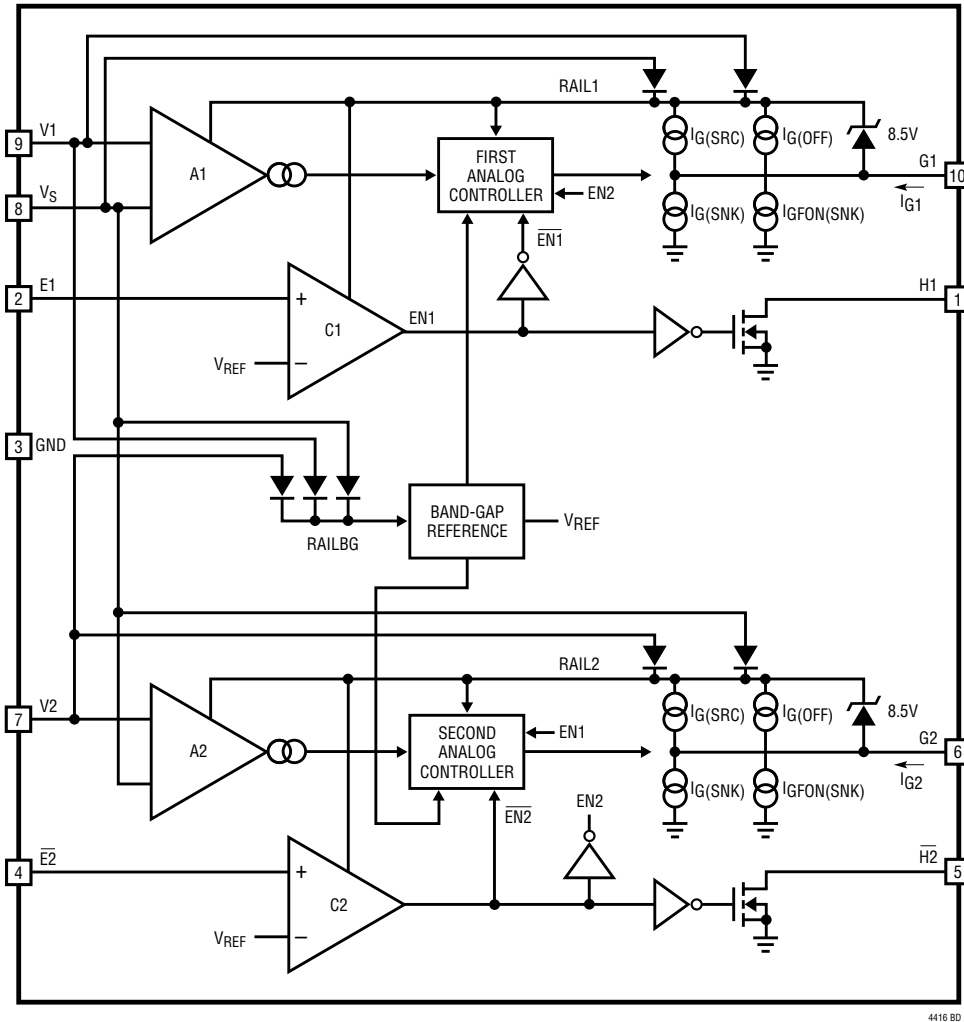 RAIL1
9 V1
8 VS
A1
FIRST
ANALOG
CONTROLLER
EN2
EN1
IG(SRC)
IG(OFF)
8.5V
G1
10
IG1
IG(SNK)
IGFON(SNK)
2 E1
+
C1
EN1
VREF
–
H1
1
3 GND
RAILBG
BAND-GAP
REFERENCE
VREF
RAIL2
7 V2
A2
SECOND
ANALOG
CONTROLLER
EN1
EN2
IG(SRC)
IG(OFF)
8.5V
G2
6
IG2
IG(SNK)
IGFON(SNK)
EN2
4 E2
+
C2
VREF
–
H2
5
4416 BD